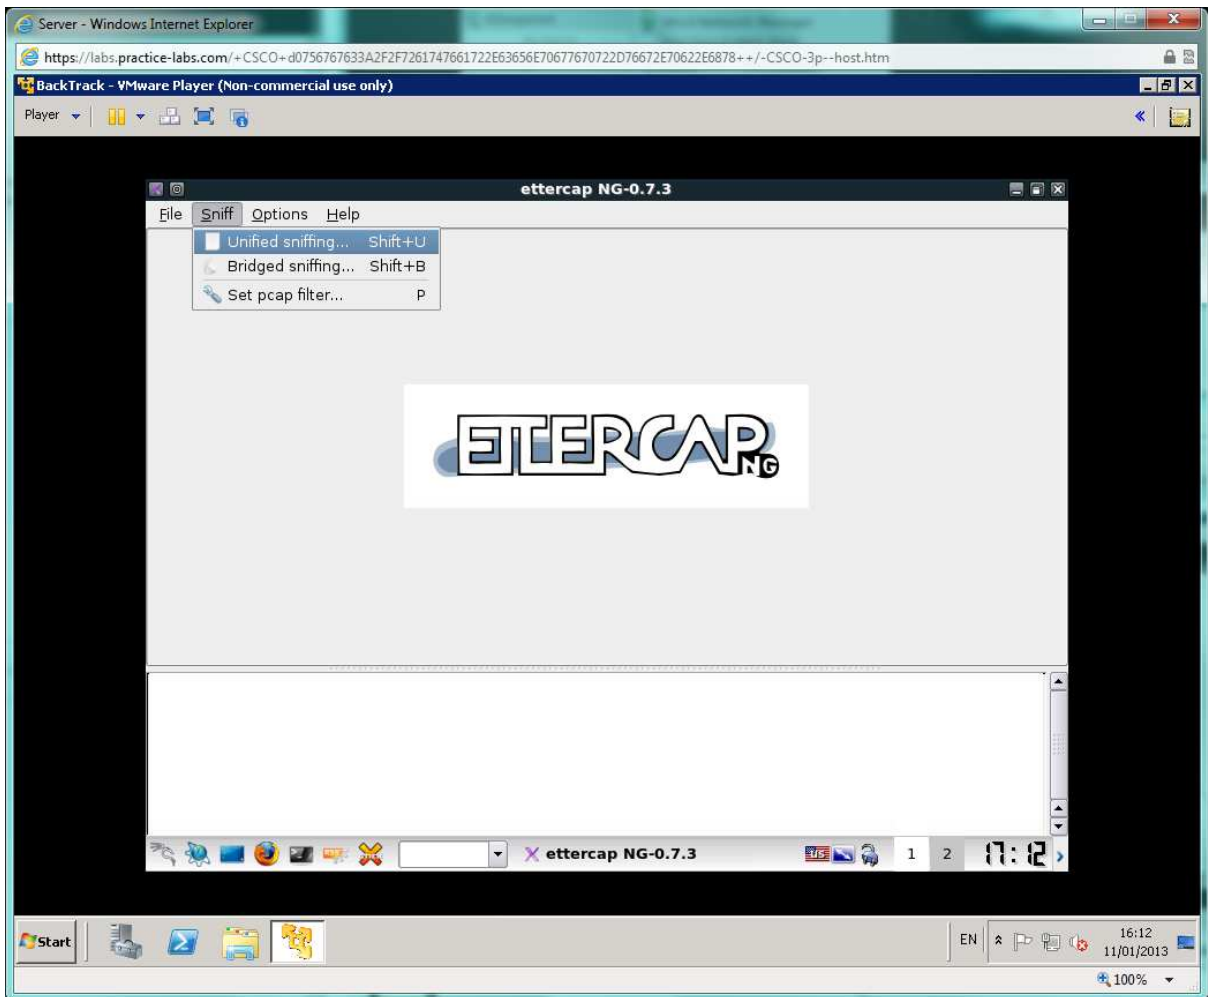 Server - Windows Internet Explorer
https://labs.practice-labs.com/+CSCO+d0756767633A2F2F7261747661722E63656E70677670722D76672E70622E6878++/-CSCO-3p--host.htm
BackTrack - VMware Player (Non-commercial use only)
Player
ettercap NG-0.7.3
File Sniff Options Help
Unified sniffing... Shift+U
Bridged sniffing... Shift+B
Set pcap filter... P
ETTERCAP
NG
ettercap NG-0.7.3 US 1 2 17:12
Start EN 16:12
11/01/2013
100%